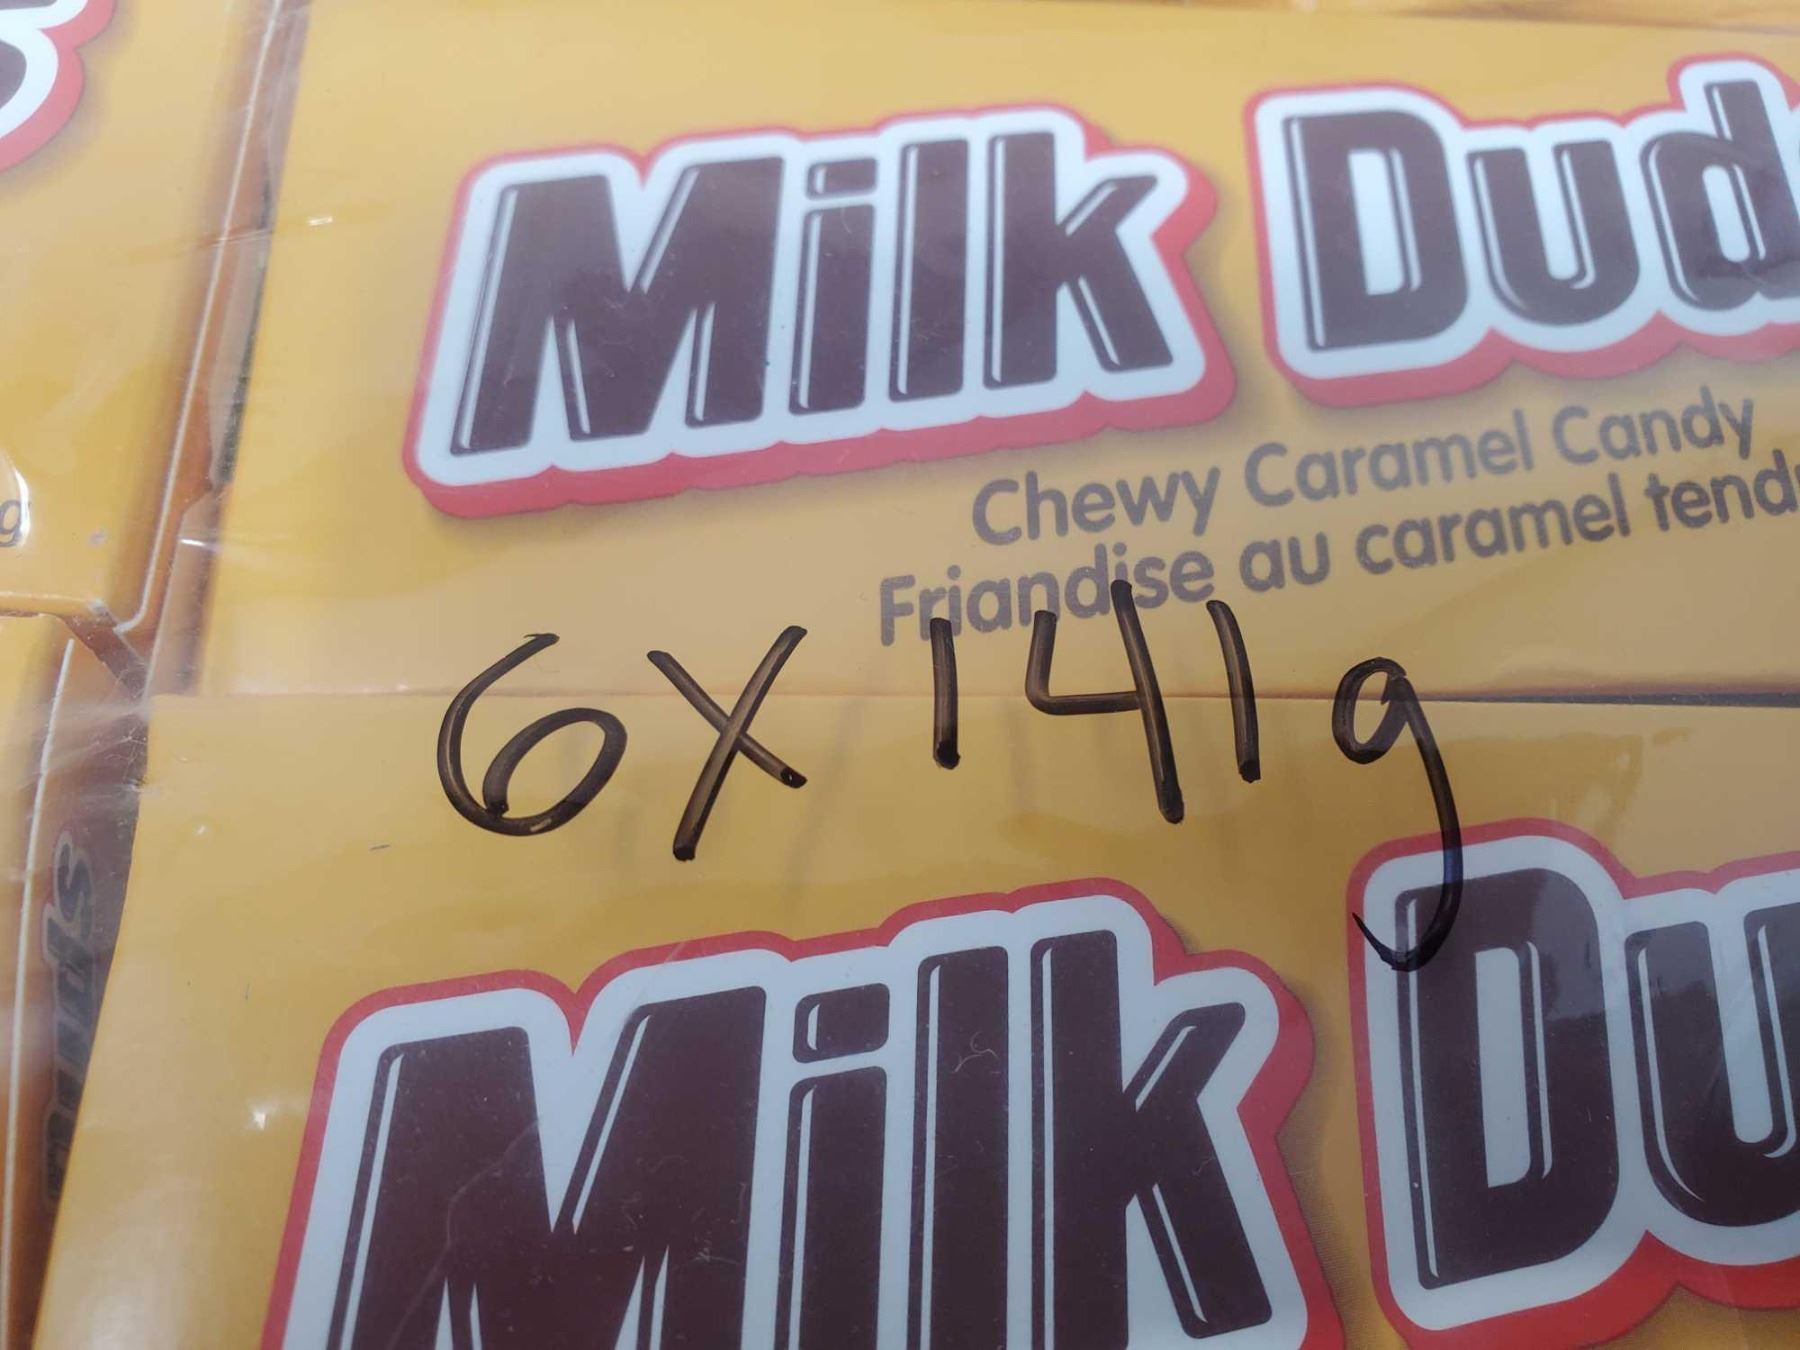 g
Milk Dud
Chewy Caramel Candy
Friandise au caramel tend
6X 141g
Milk Du